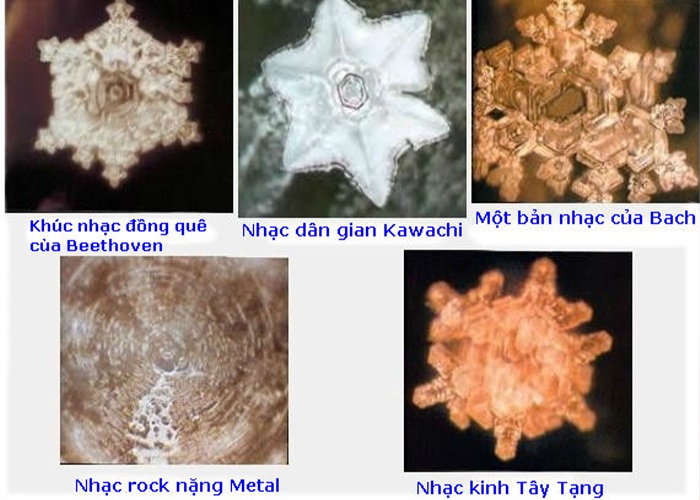 Khúc nhạc đồng quê
của Beethoven
Nhạc dân gian Kawachi
Một bản nhạc của Bach
Nhạc rock nặng Metal
Nhạc kinh Tây Tạng